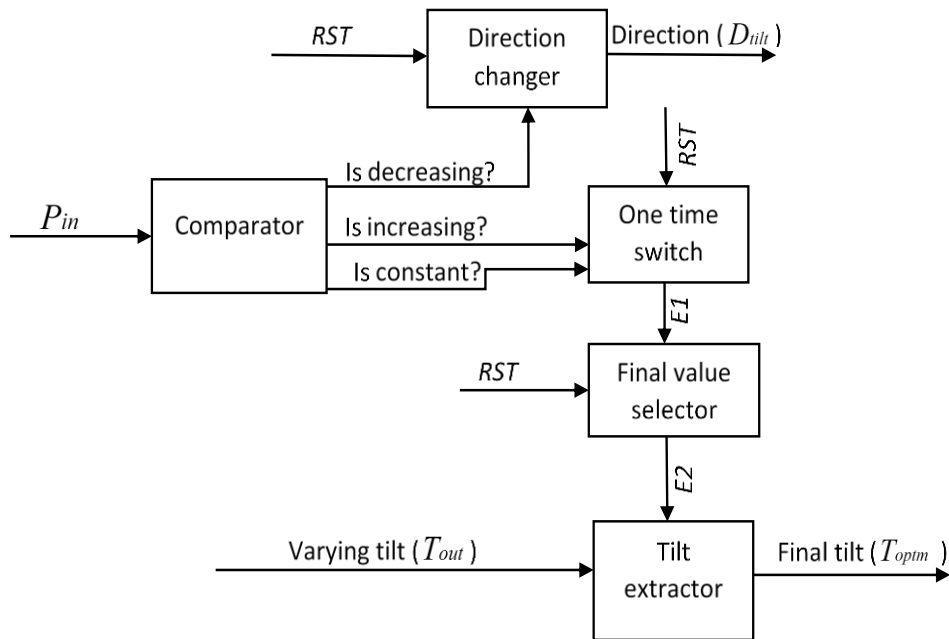 RST
Direction changer
Direction (D_tilt)
RST
Is decreasing?
P_in
Comparator
Is increasing?
Is constant?
One time switch
E1
RST
Final value selector
E2
Varying tilt (T_out)
Tilt extractor
Final tilt (T_optm)